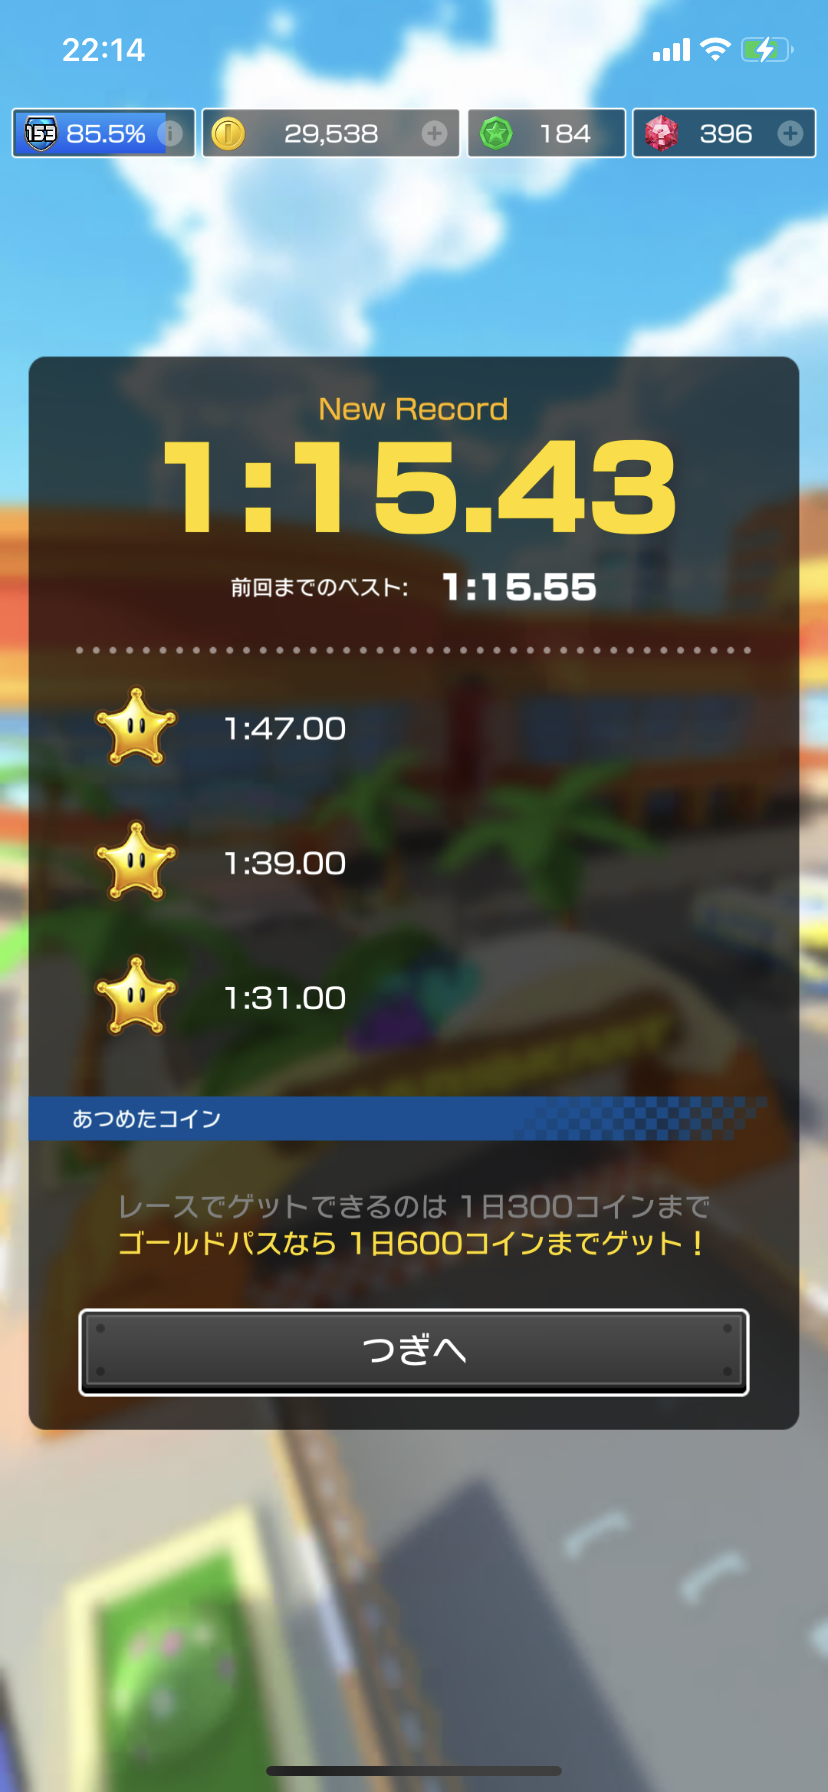 22:14
153 85.5% i 29,538 + 184 396 +
New Record
1:15.43
前回までのベスト: 1:15.55
1:47.00
1:39.00
1:31.00
あつめたコイン
レースでゲットできるのは 1日300コインまで
ゴールドパスなら 1日600コインまでゲット！
つぎへ